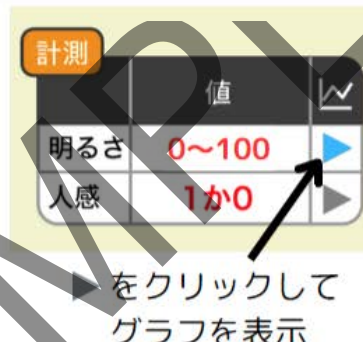 計測
値
明るさ 0〜100 ▶
人感 1か0 ▶
▶をクリックして
グラフを表示